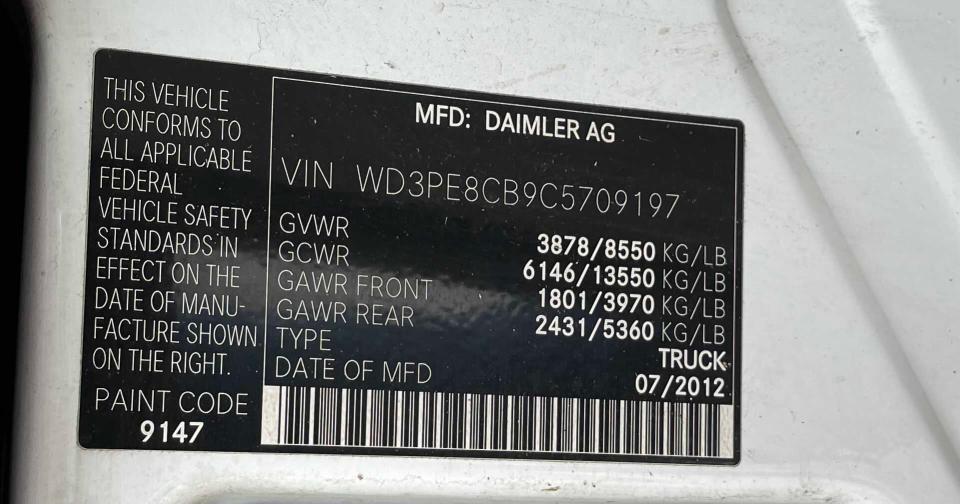 THIS VEHICLE
CONFORMS TO
ALL APPLICABLE
FEDERAL
VEHICLE SAFETY
STANDARDS IN
EFFECT ON THE
DATE OF MANU-
FACTURE SHOWN
ON THE RIGHT.
PAINT CODE
9147
MFD: DAIMLER AG
VIN WD3PE8CB9C5709197
GVWR 3878/8550 KG/LB
GCWR 6146/13550 KG/LB
GAWR FRONT 1801/3970 KG/LB
GAWR REAR 2431/5360 KG/LB
TYPE TRUCK
DATE OF MFD 07/2012